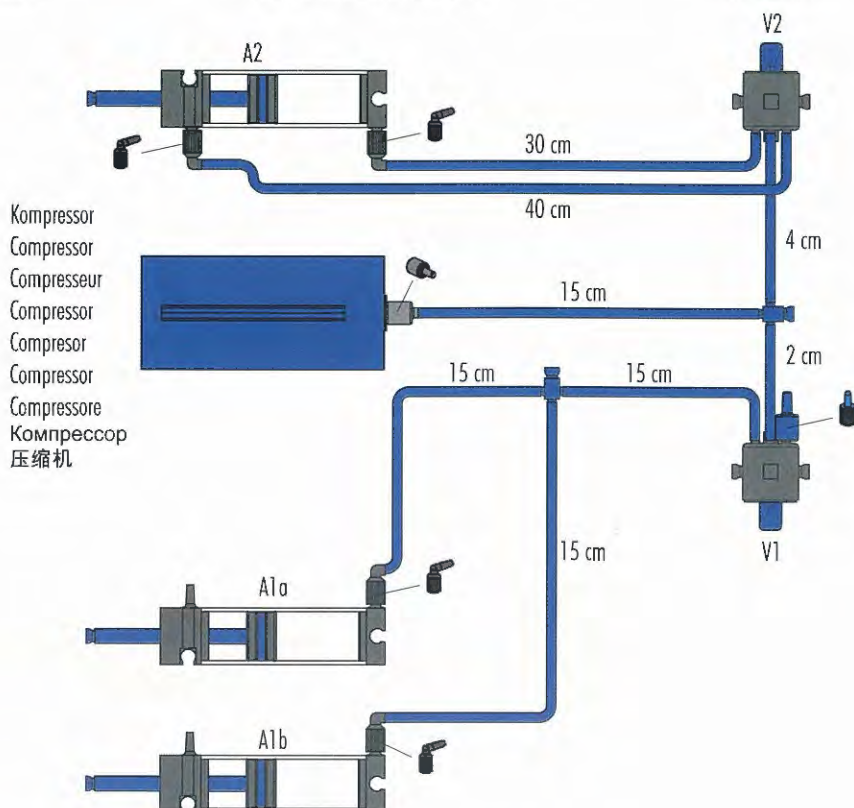 V2
A2
30 cm
40 cm
Kompressor
Compressor
Compresseur
Compressor
Compresor
Compressor
Compressore
Компрессор
压缩机
4 cm
15 cm
2 cm
15 cm
15 cm
V1
15 cm
A1a
A1b